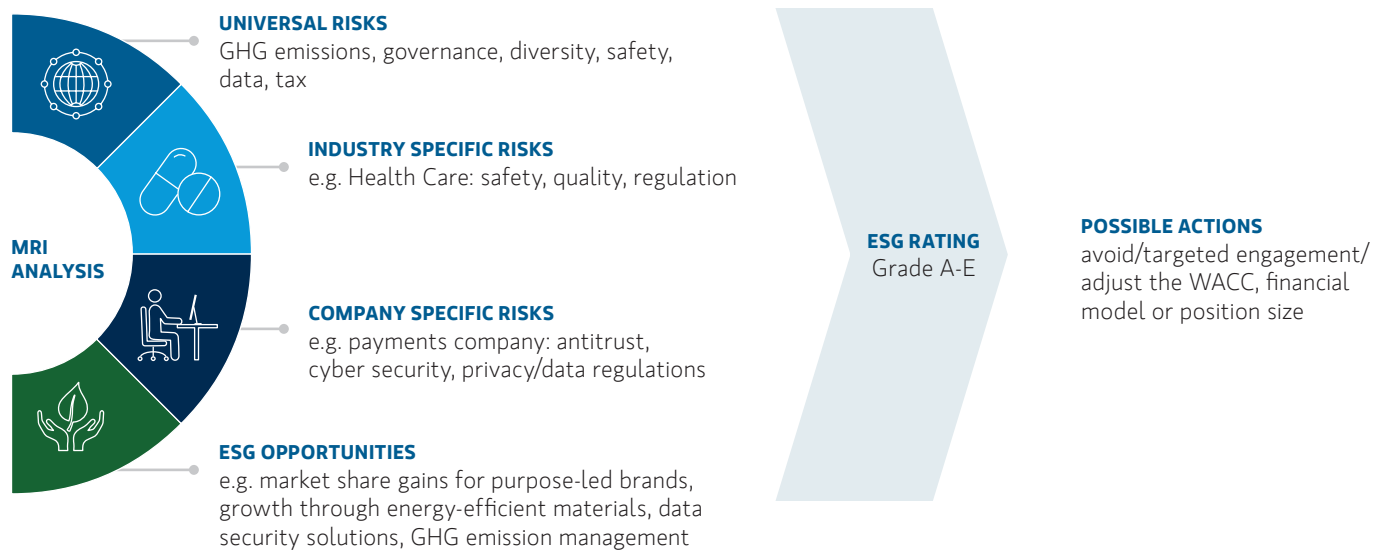 UNIVERSAL RISKS
GHG emissions, governance, diversity, safety,
data, tax
INDUSTRY SPECIFIC RISKS
e.g. Health Care: safety, quality, regulation
MRI
ANALYSIS
COMPANY SPECIFIC RISKS
e.g. payments company: antitrust,
cyber security, privacy/data regulations
ESG OPPORTUNITIES
e.g. market share gains for purpose-led brands,
growth through energy-efficient materials, data
security solutions, GHG emission management
ESG RATING
Grade A-E
POSSIBLE ACTIONS
avoid/targeted engagement/
adjust the WACC, financial
model or position size